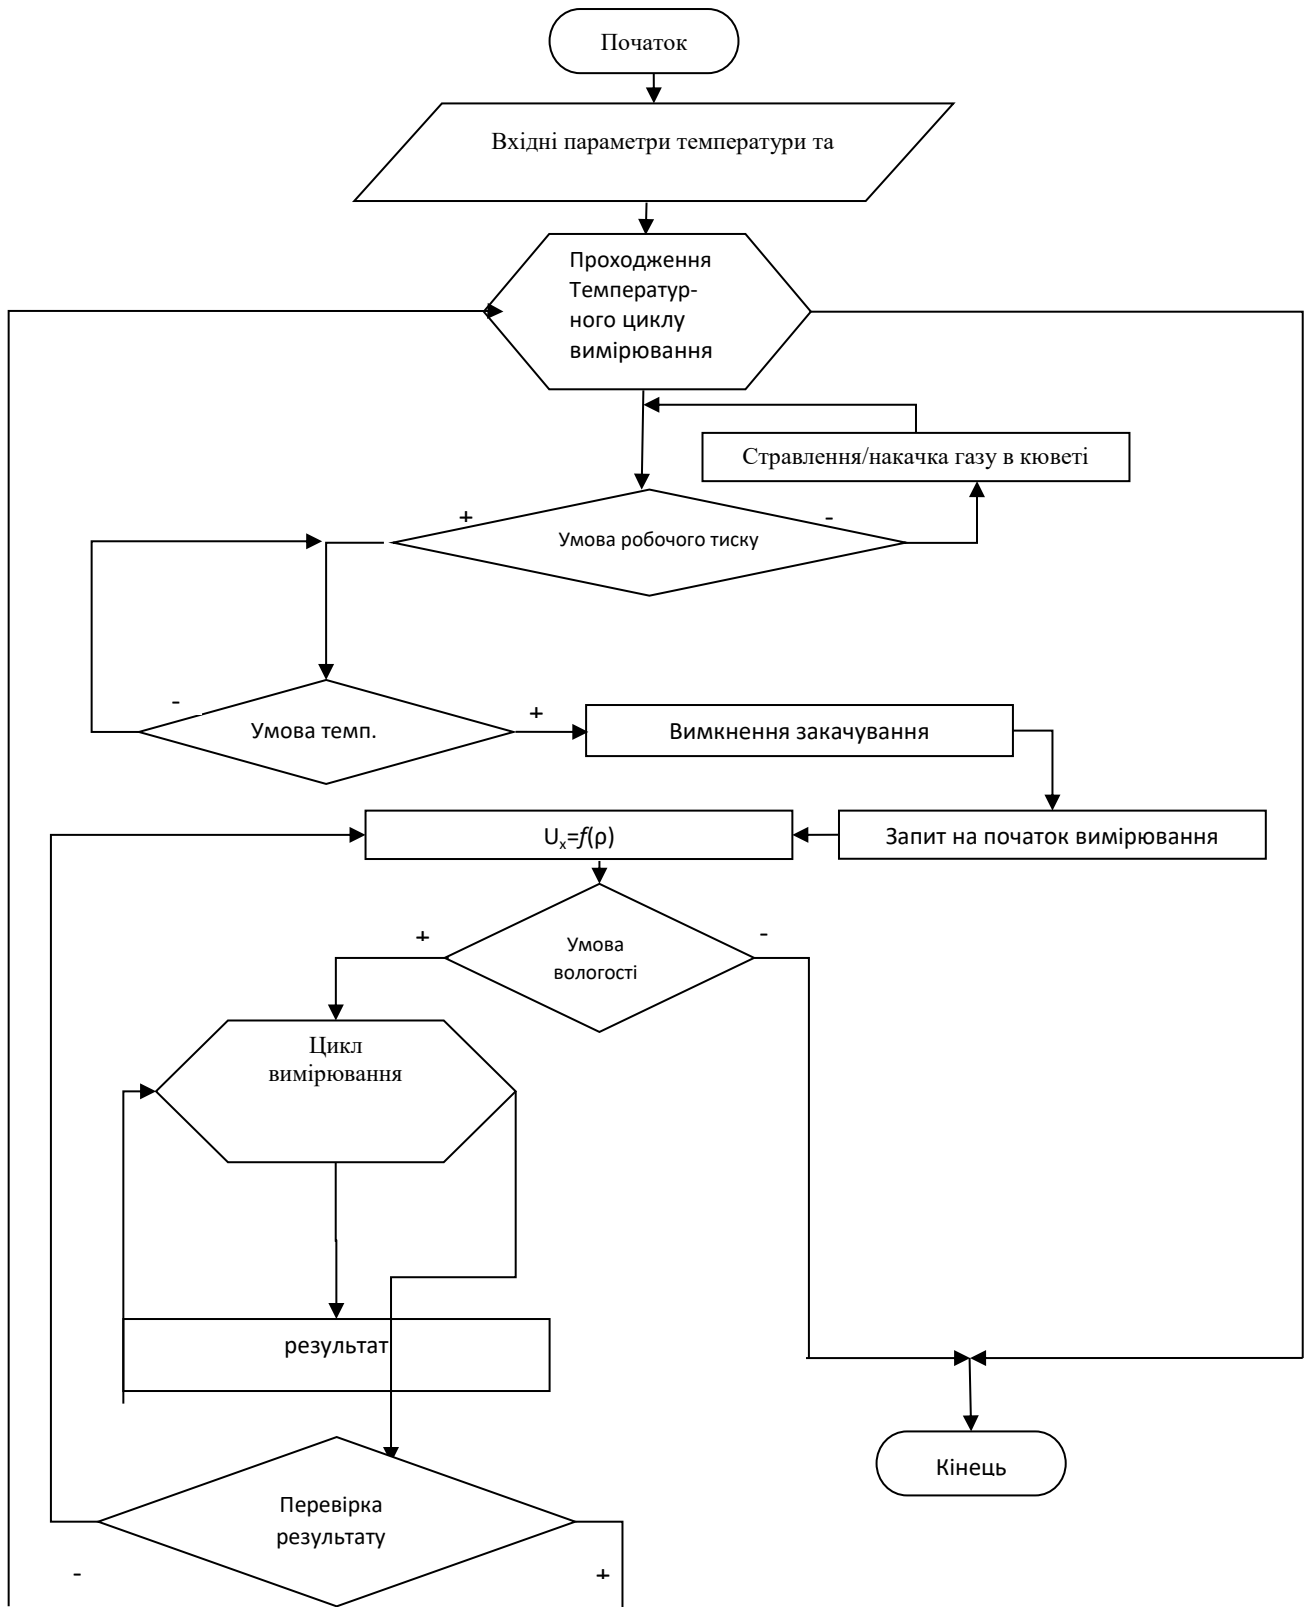 Початок
Вхідні параметри температури та
Проходження
Температур-
ного циклу
вимірювання
Стравлення/накачка газу в кюветі
+
-
Умова робочого тиску
-
Умова темп.
+
Вимкнення закачування
Uₓ=f(ρ)
Запит на початок вимірювання
+
-
Умова
вологості
Цикл
вимірювання
результат
Кінець
Перевірка
результату
-
+